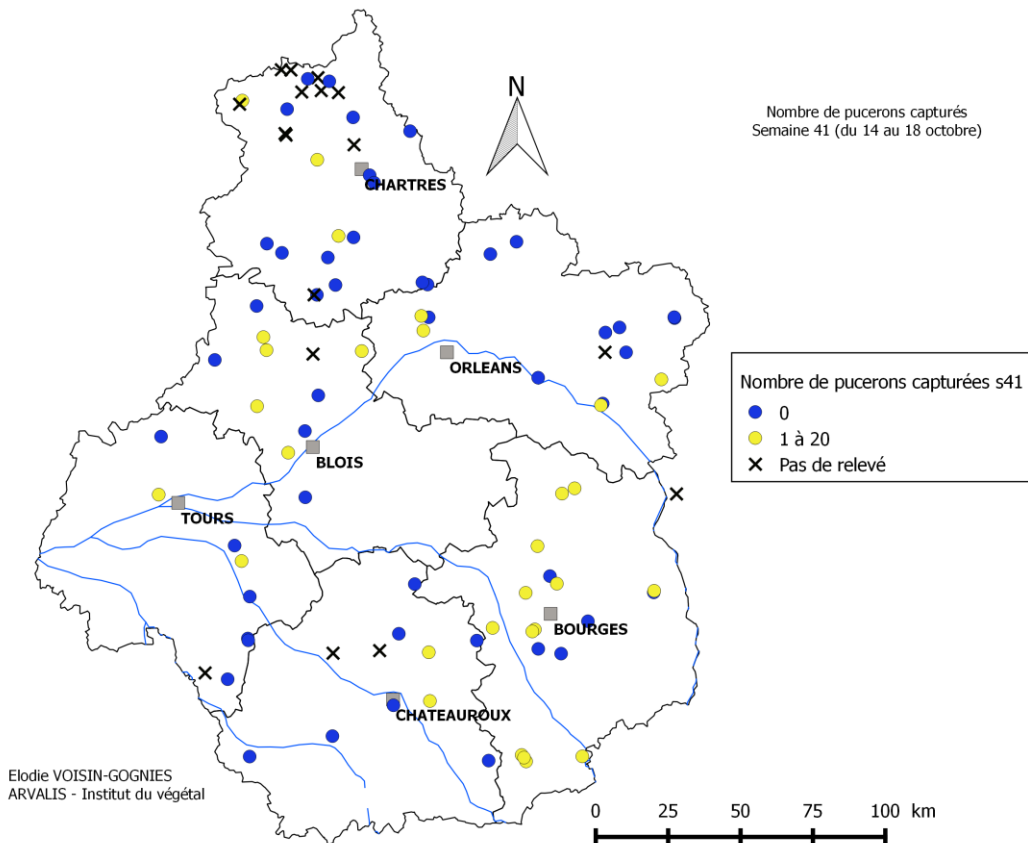 N
Nombre de pucerons capturés
Semaine 41 (du 14 au 18 octobre)
CHARTRES
ORLEANS
Nombre de pucerons capturées s41
0
1 à 20
Pas de relevé
BLOIS
TOURS
BOURGES
CHATEAUROUX
Elodie VOISIN-GOGNIES
ARVALIS - Institut du végétal
0 25 50 75 100 km